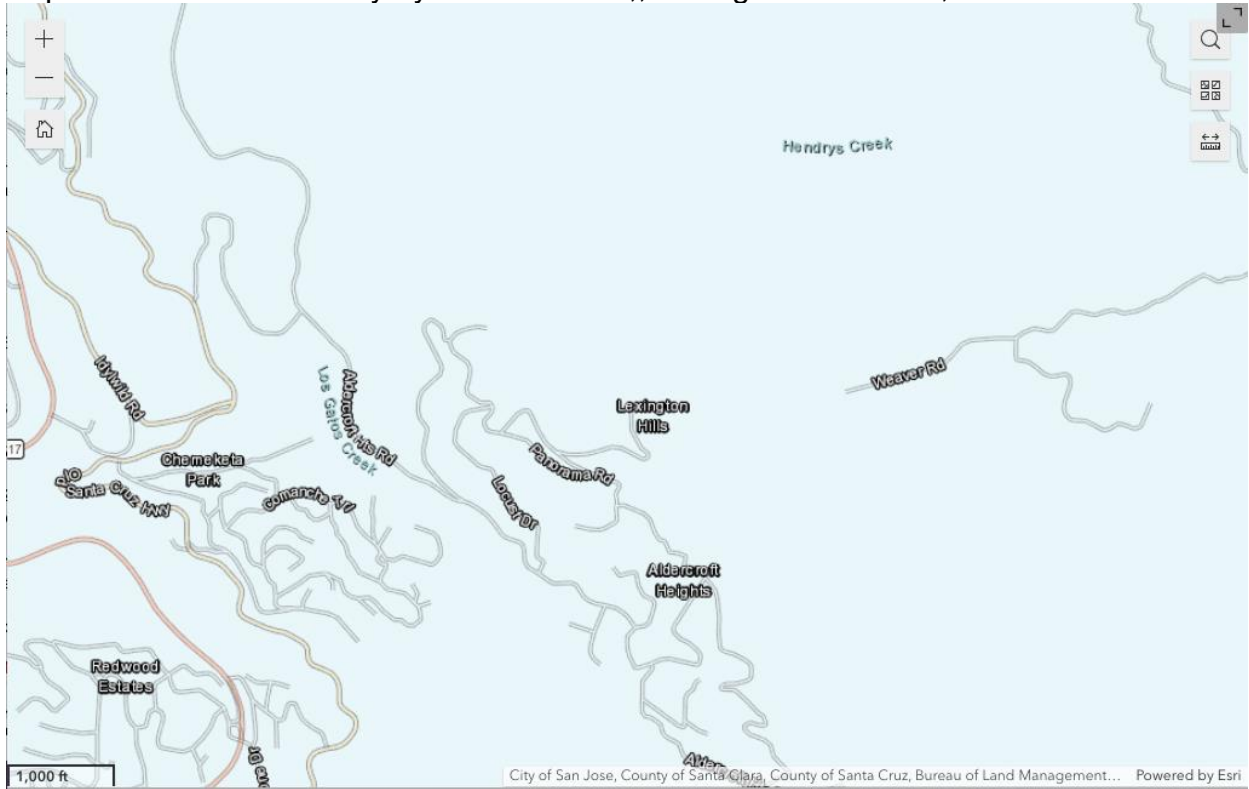 Hendrys Creek
Idylwild Rd
Los Gatos Creek
Aldercroft Hts Rd
Weaver Rd
Lexington
Hills
17
Chemeketa
Park
Panorama Rd
Santa Cruz Hwy
Comanche Trl
Locust Dr
Aldercroft
Heights
Redwood
Estates
1,000 ft
City of San Jose, County of Santa Clara, County of Santa Cruz, Bureau of Land Management…
Powered by Esri